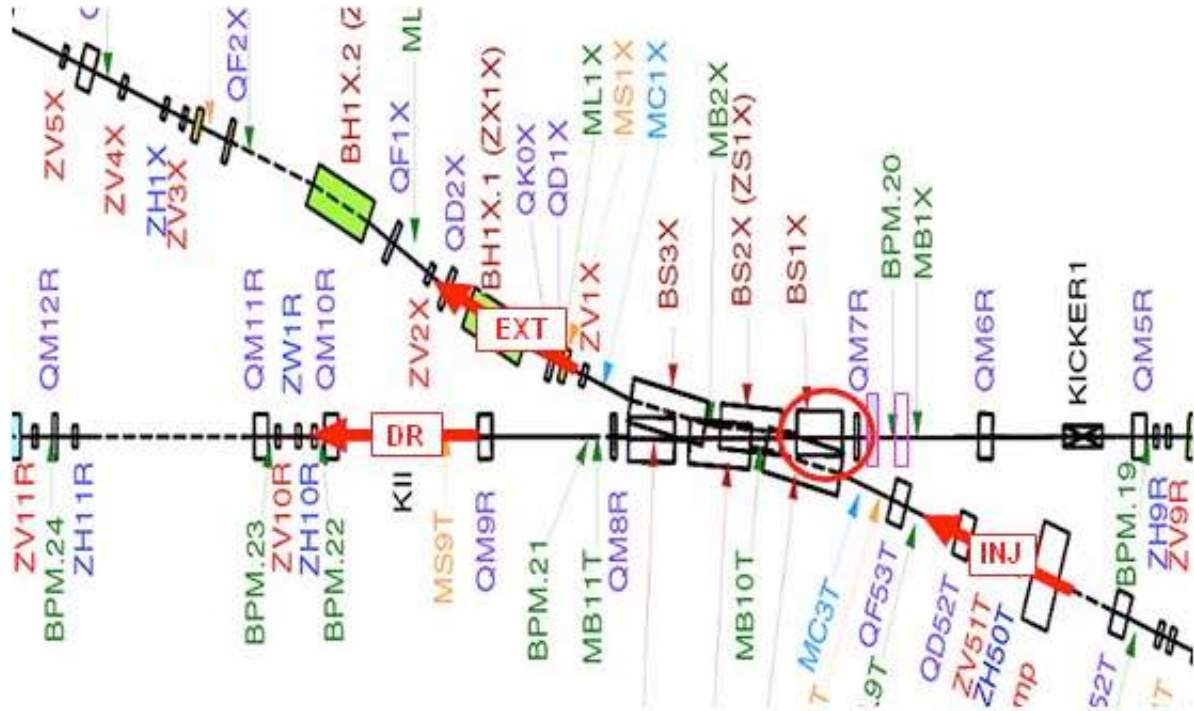 ZV5X
ZV4X
ZH1X
ZV3X
QF2X
BH1X.2
ML
QF1X
QD2X
BH1X.1 (ZX1X)
QK0X
QD1X
ML1X
MS1X
MC1X
MB2X
BS2X (ZS1X)
BS3X
BS1X
BPM.20
MB1X
ZV2X
EXT
ZV1X
QM12R
QM11R
ZW1R
QM10R
QM7R
QM6R
KICKER1
QM5R
DR
ZV11R
BPM.24
ZH11R
BPM.23
ZV10R
ZH10R
BPM.22
KII
MS9T
QM9R
BPM.21
MB11T
QM8R
MB10T
MC3T
QF53T
INJ
QD52T
ZV51T
ZH50T
BPM.19
ZH9R
ZV9R
T
.9T
mp
52T